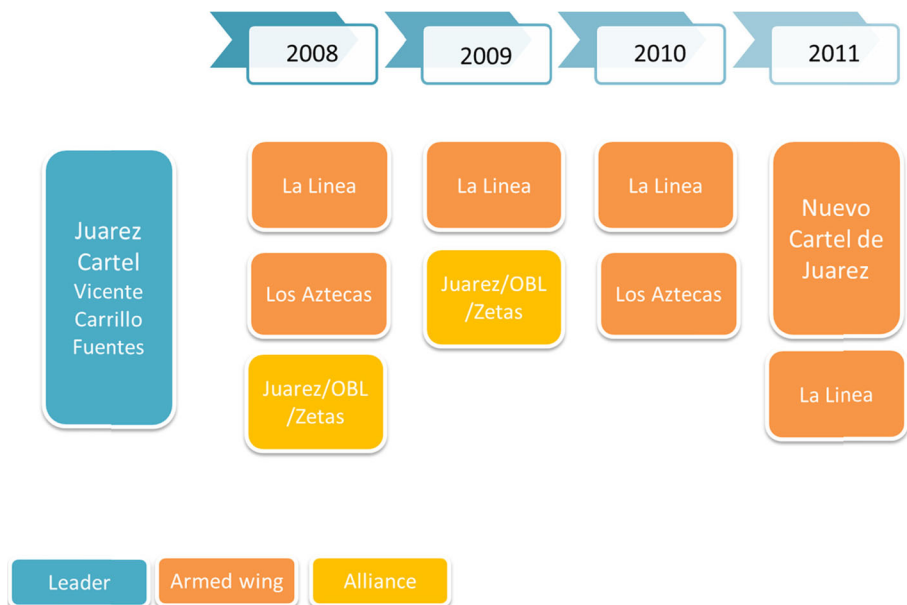 2008
2009
2010
2011
Juarez
Cartel
Vicente
Carrillo
Fuentes
La Linea
La Linea
La Linea
Nuevo
Cartel de
Juarez
Los Aztecas
Juarez/OBL
/Zetas
Los Aztecas
Juarez/OBL
/Zetas
La Linea
Leader
Armed wing
Alliance